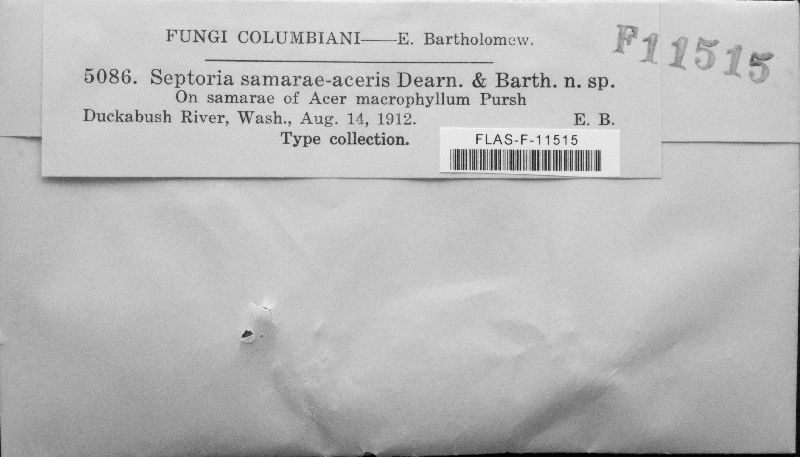 FUNGI COLUMBIANI—E. Bartholomew.
F11515
5086. Septoria samarae-aceris Dearn. & Barth. n. sp.
On samarae of Acer macrophyllum Pursh
Duckabush River, Wash., Aug. 14, 1912. E. B.
Type collection.
FLAS-F-11515